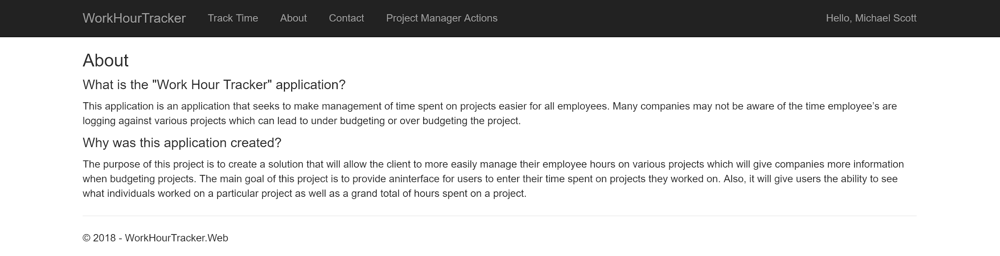 WorkHourTracker Track Time About Contact Project Manager Actions Hello, Michael Scott
About
What is the "Work Hour Tracker" application?
This application is an application that seeks to make management of time spent on projects easier for all employees. Many companies may not be aware of the time employee’s are
logging against various projects which can lead to under budgeting or over budgeting the project.
Why was this application created?
The purpose of this project is to create a solution that will allow the client to more easily manage their employee hours on various projects which will give companies more information
when budgeting projects. The main goal of this project is to provide aninterface for users to enter their time spent on projects they worked on. Also, it will give users the ability to see
what individuals worked on a particular project as well as a grand total of hours spent on a project.
© 2018 - WorkHourTracker.Web